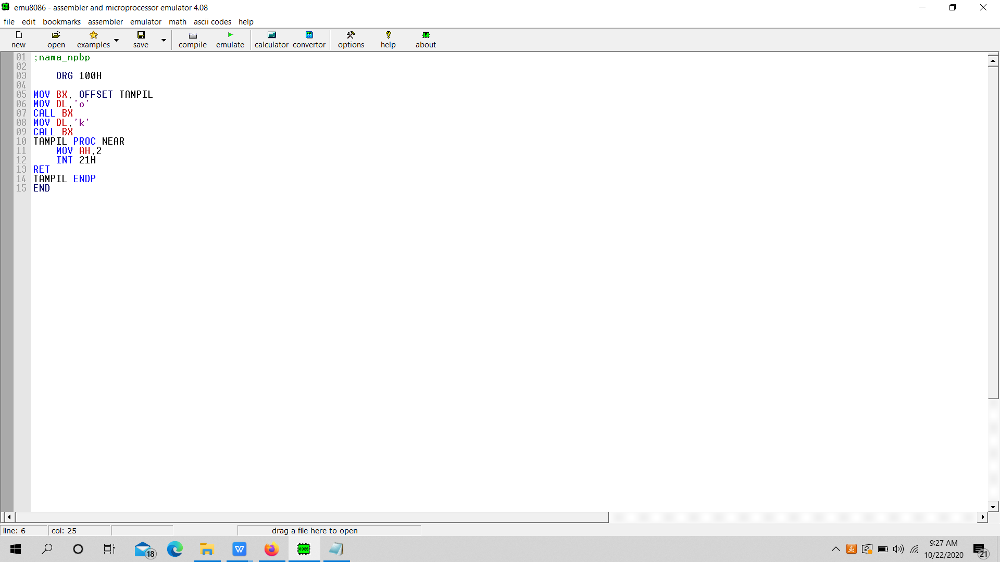 emu8086 - assembler and microprocessor emulator 4.08
file edit bookmarks assembler emulator math ascii codes help
new open examples save compile emulate calculator convertor options help about
01 ;nama_npbp
02
03 ORG 100H
04
05 MOV BX, OFFSET TAMPIL
06 MOV DL,'o'
07 CALL BX
08 MOV DL,'k'
09 CALL BX
10 TAMPIL PROC NEAR
11 MOV AH,2
12 INT 21H
13 RET
14 TAMPIL ENDP
15 END
line: 6 col: 25 drag a file here to open
18
W
8086
9:27 AM
10/22/2020
21